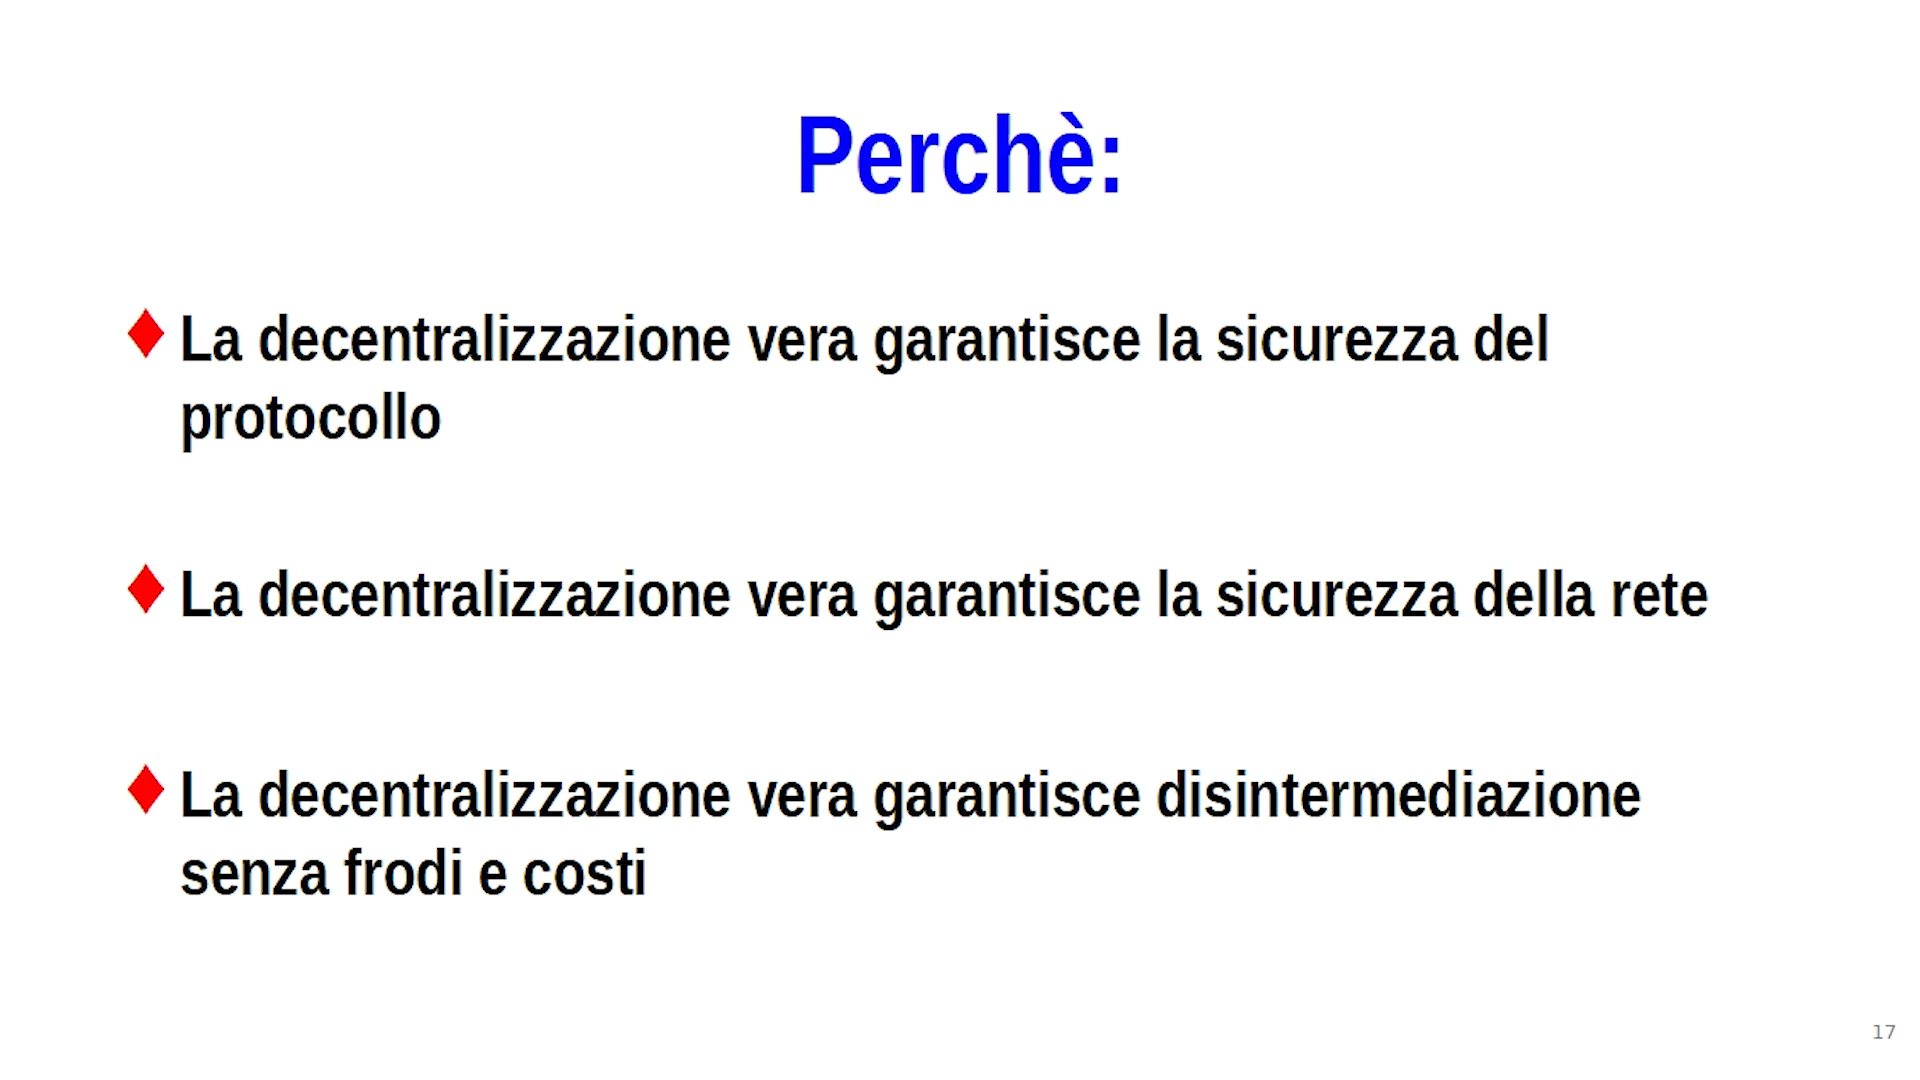 Perchè:
La decentralizzazione vera garantisce la sicurezza del
protocollo
La decentralizzazione vera garantisce la sicurezza della rete
La decentralizzazione vera garantisce disintermediazione
senza frodi e costi
17